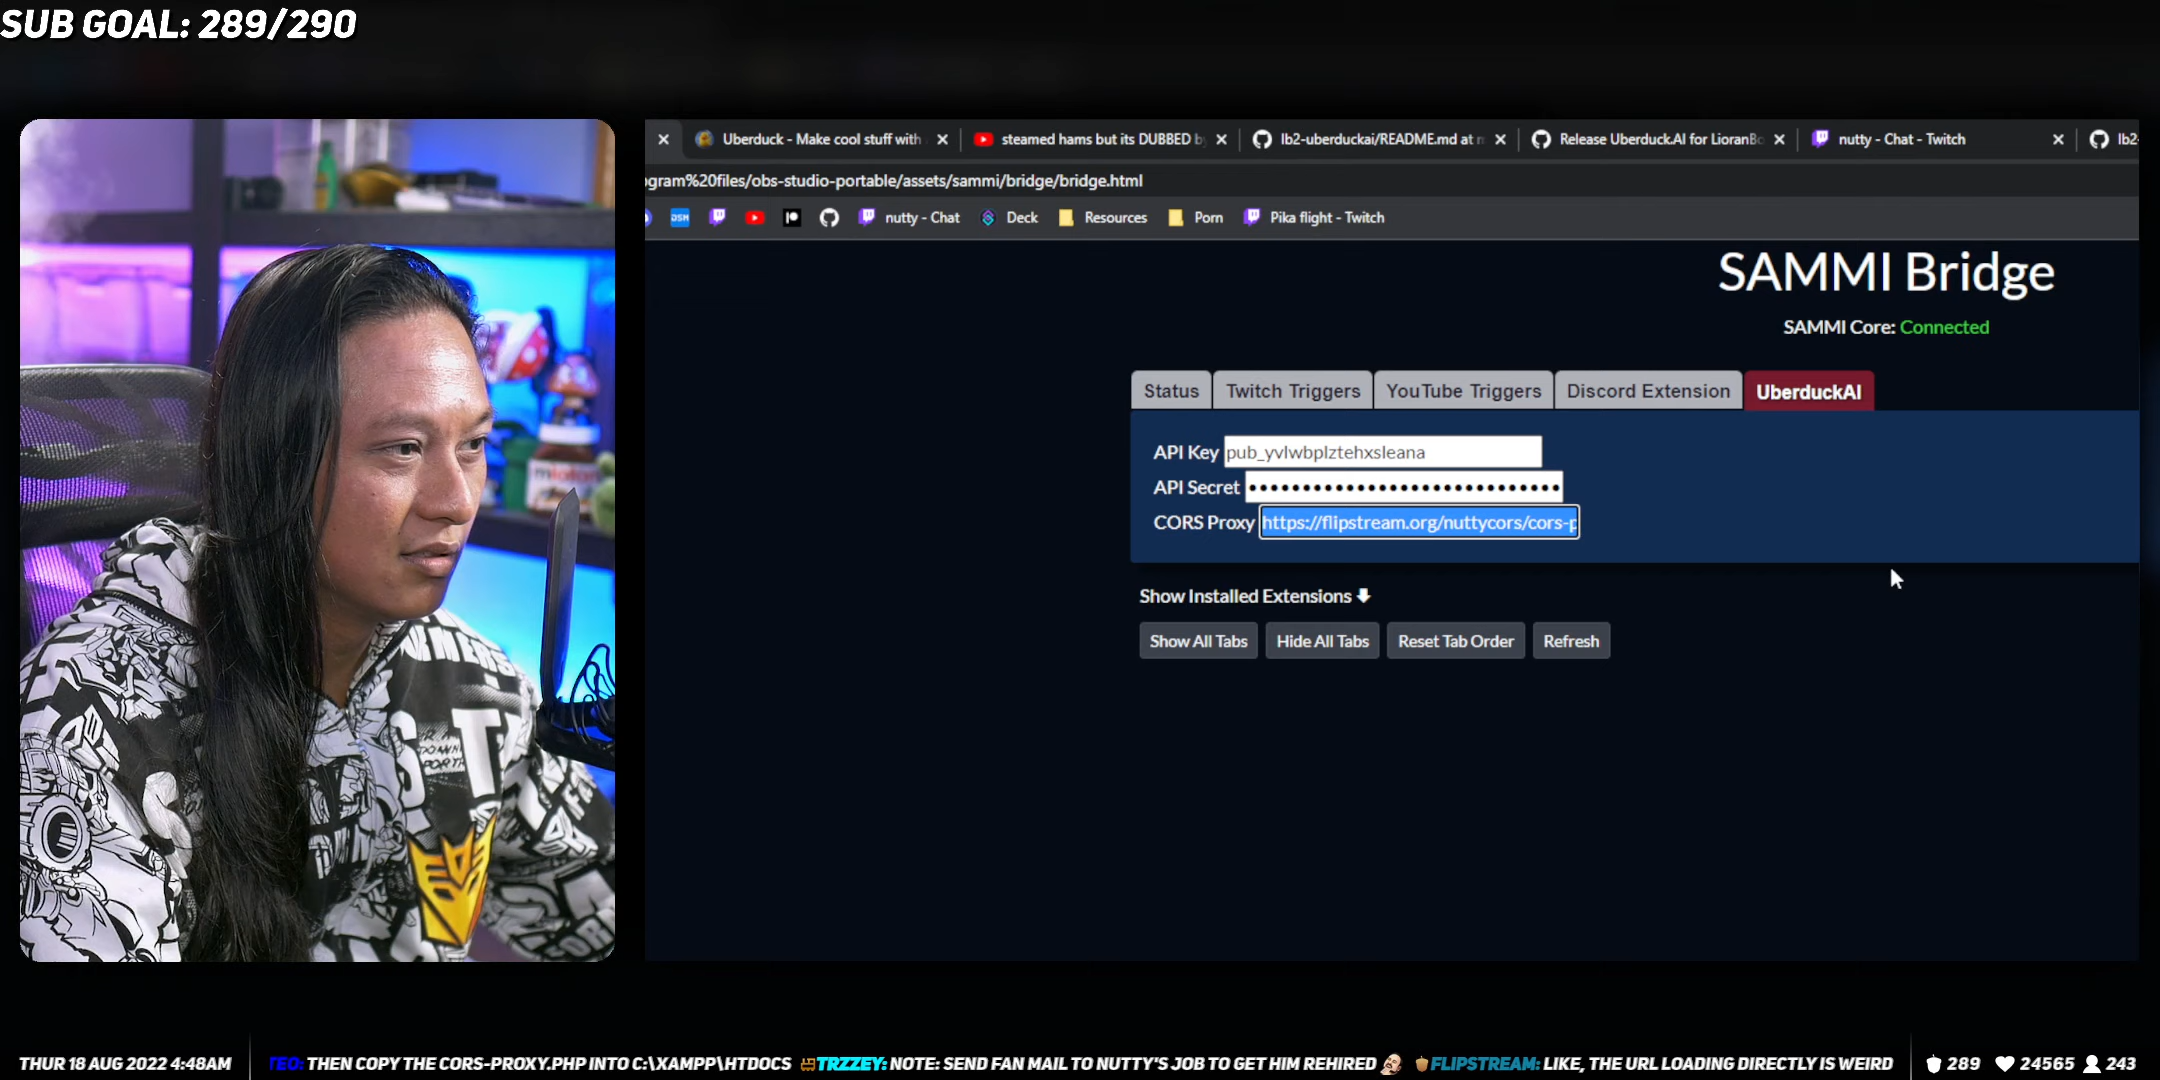 SUB GOAL: 289/290
Uberduck - Make cool stuff with
steamed hams but its DUBBED b
lb2-uberduckai/README.md at
Release Uberduck.AI for LioranBo
nutty - Chat - Twitch
lb2-
ogram%20files/obs-studio-portable/assets/sammi/bridge/bridge.html
DSM
nutty - Chat
Deck
Resources
Porn
Pika flight - Twitch
SAMMI Bridge
SAMMI Core: Connected
Status
Twitch Triggers
YouTube Triggers
Discord Extension
UberduckAI
API Key pub_yvlwbplztehxsleana
API Secret ••••••••••••••••••••••••••••••
CORS Proxy https://flipstream.org/nuttycors/cors-p
Show Installed Extensions
Show All Tabs
Hide All Tabs
Reset Tab Order
Refresh
THUR 18 AUG 2022 4:48AM
TEO: THEN COPY THE CORS-PROXY.PHP INTO C:\XAMPP\HTDOCS TRZZEY: NOTE: SEND FAN MAIL TO NUTTY'S JOB TO GET HIM REHIRED FLIPSTREAM: LIKE, THE URL LOADING DIRECTLY IS WEIRD
289 24565 243